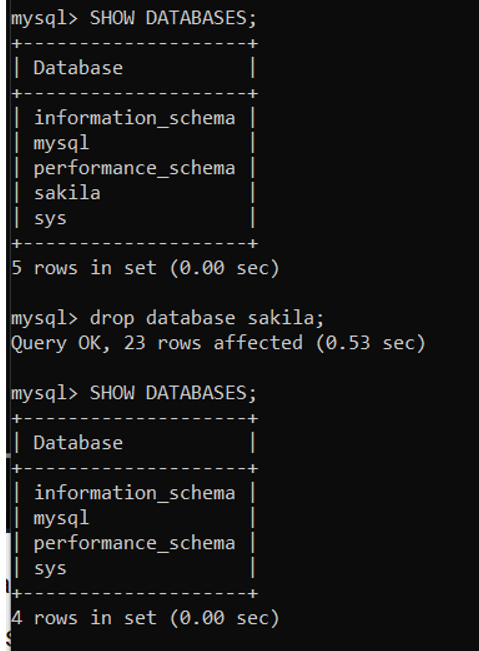 mysql> SHOW DATABASES;
+--------------------+
| Database           |
+--------------------+
| information_schema |
| mysql              |
| performance_schema |
| sakila             |
| sys                |
+--------------------+
5 rows in set (0.00 sec)
mysql> drop database sakila;
Query OK, 23 rows affected (0.53 sec)
mysql> SHOW DATABASES;
+--------------------+
| Database           |
+--------------------+
| information_schema |
| mysql              |
| performance_schema |
| sys                |
+--------------------+
4 rows in set (0.00 sec)